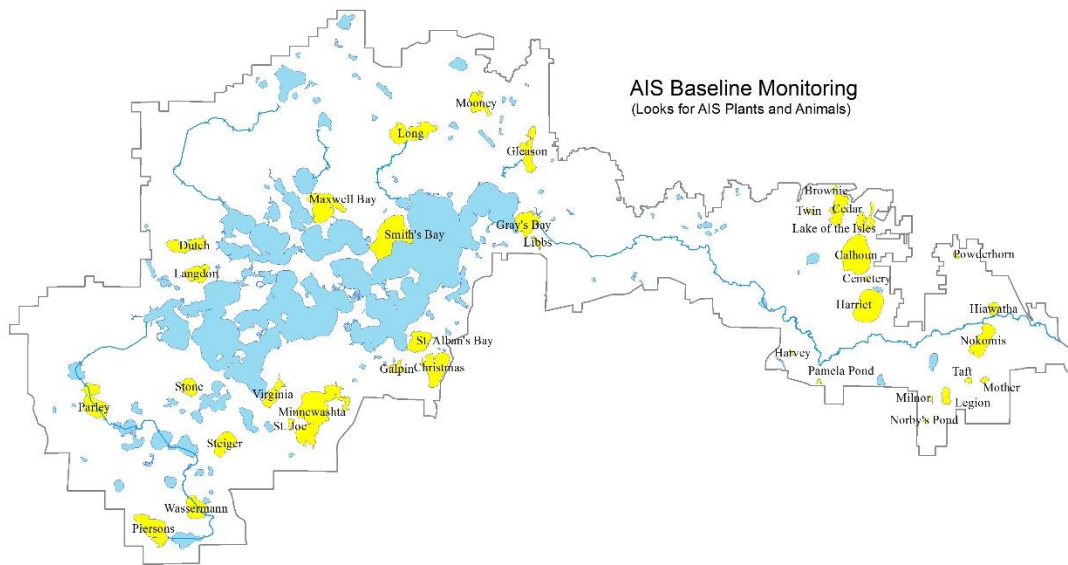 AIS Baseline Monitoring
(Looks for AIS Plants and Animals)
Mooney
Long
Gleason
Maxwell Bay
Smith's Bay
Gray's Bay
Libbs
Dutch
Langdon
St. Alban's Bay
Galpin
Christmas
Stone
Virginia
Minnewashta
St. Joe
Parley
Steiger
Wassermann
Piersons
Brownie
Twin
Cedar
Lake of the Isles
Calhoun
Cemetery
Harriet
Powderhorn
Hiawatha
Nokomis
Harvey
Pamela Pond
Taft
Mother
Milnor
Legion
Norby's Pond